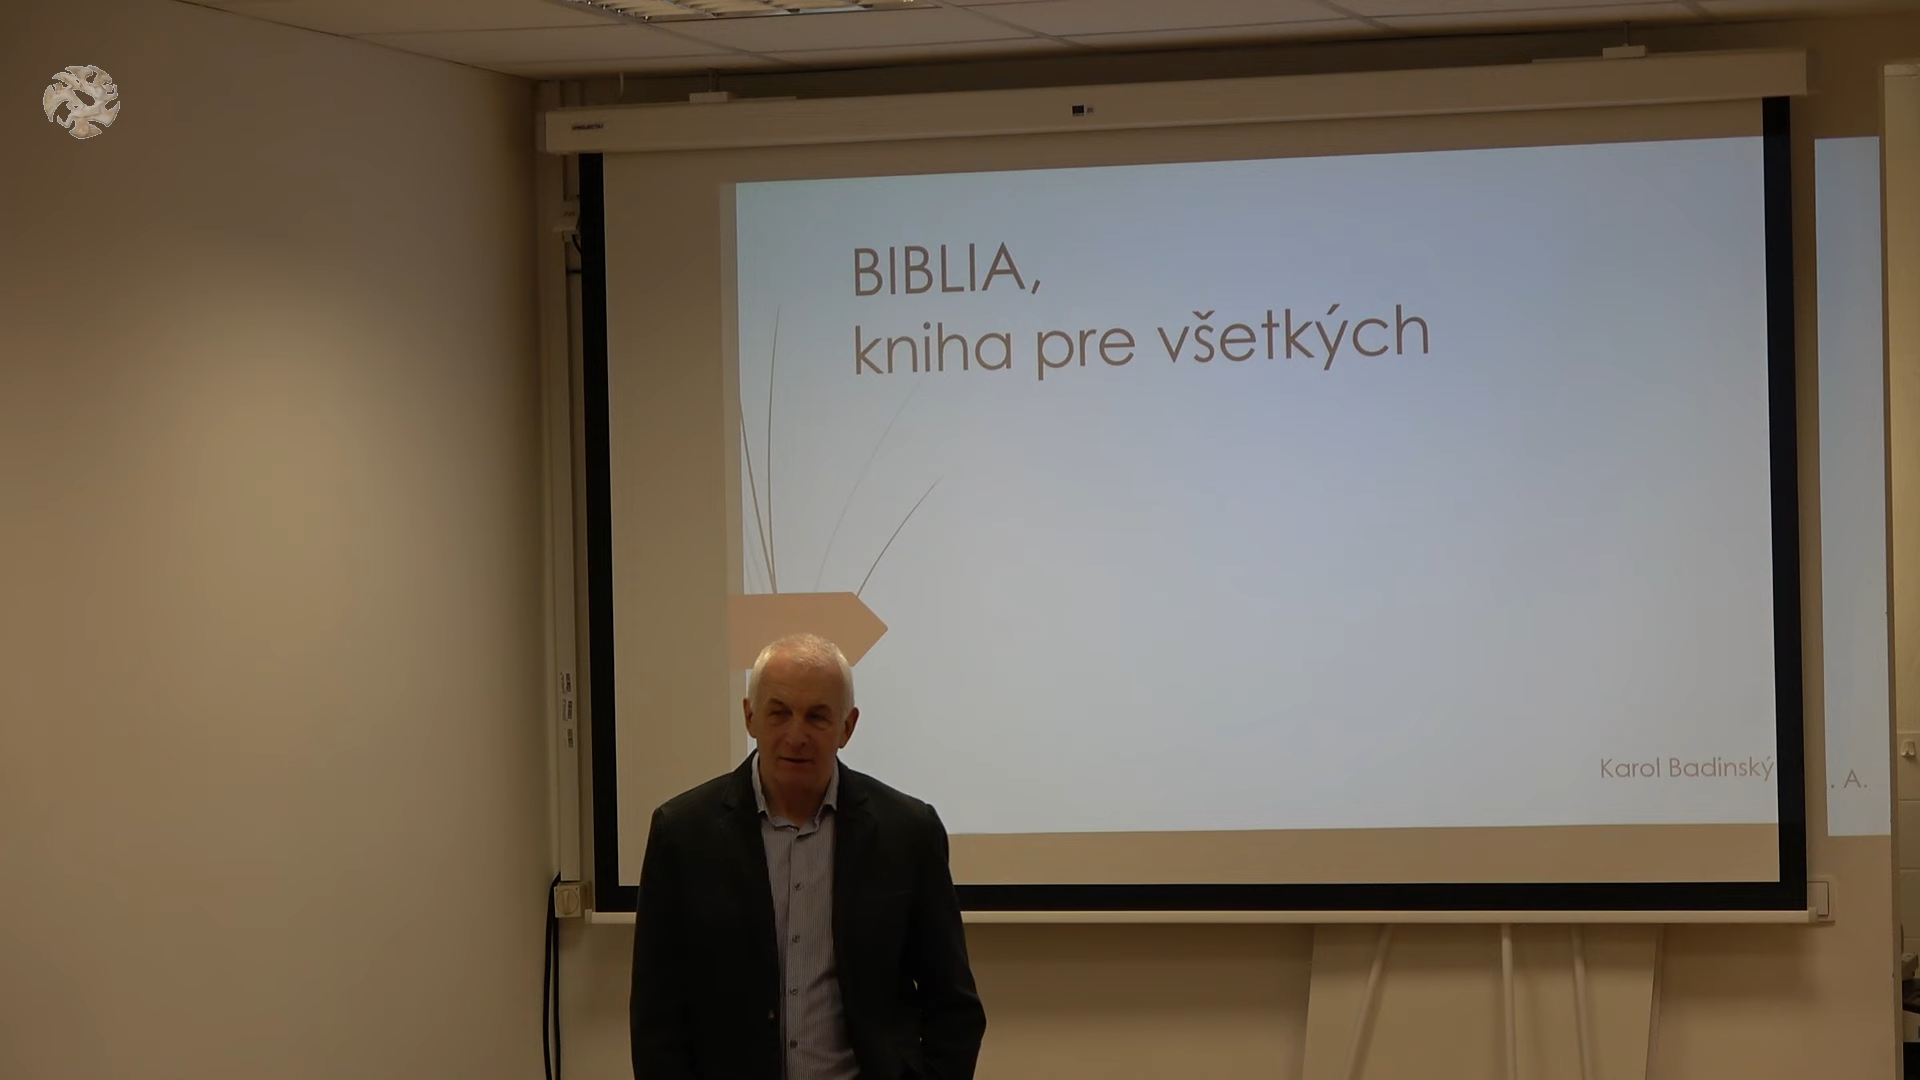 BIBLIA,
kniha pre všetkých
Karol Badinský
. A.